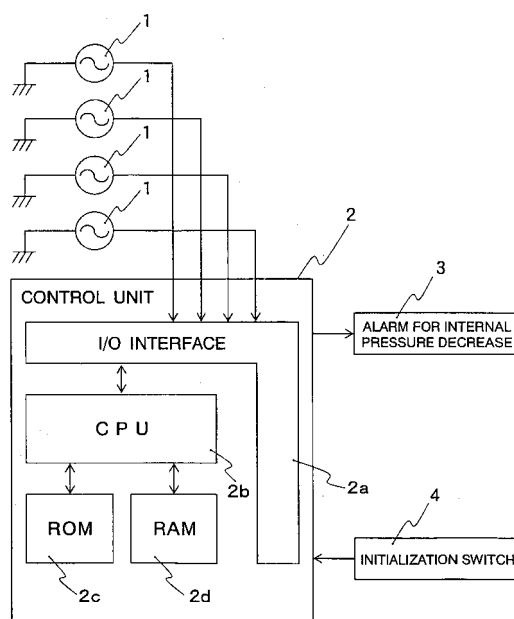 1
1
1
1
2
CONTROL UNIT
3
I/O INTERFACE
ALARM FOR INTERNAL
PRESSURE DECREASE
C P U
2b
2a
4
ROM
RAM
INITIALIZATION SWITCH
2c
2d